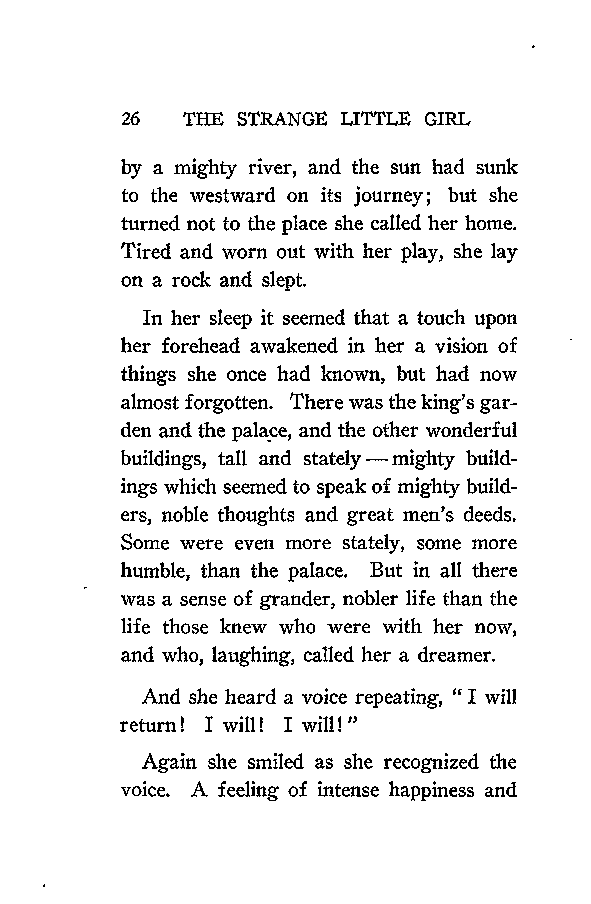 26 THE STRANGE LITTLE GIRL
by a mighty river, and the sun had sunk
to the westward on its journey; but she
turned not to the place she called her home.
Tired and worn out with her play, she lay
on a rock and slept.
In her sleep it seemed that a touch upon
her forehead awakened in her a vision of
things she once had known, but had now
almost forgotten. There was the king's gar-
den and the palace, and the other wonderful
buildings, tall and stately — mighty build-
ings which seemed to speak of mighty build-
ers, noble thoughts and great men's deeds.
Some were even more stately, some more
humble, than the palace. But in all there
was a sense of grander, nobler life than the
life those knew who were with her now,
and who, laughing, called her a dreamer.
And she heard a voice repeating, "I will
return! I will! I will!"
Again she smiled as she recognized the
voice. A feeling of intense happiness and